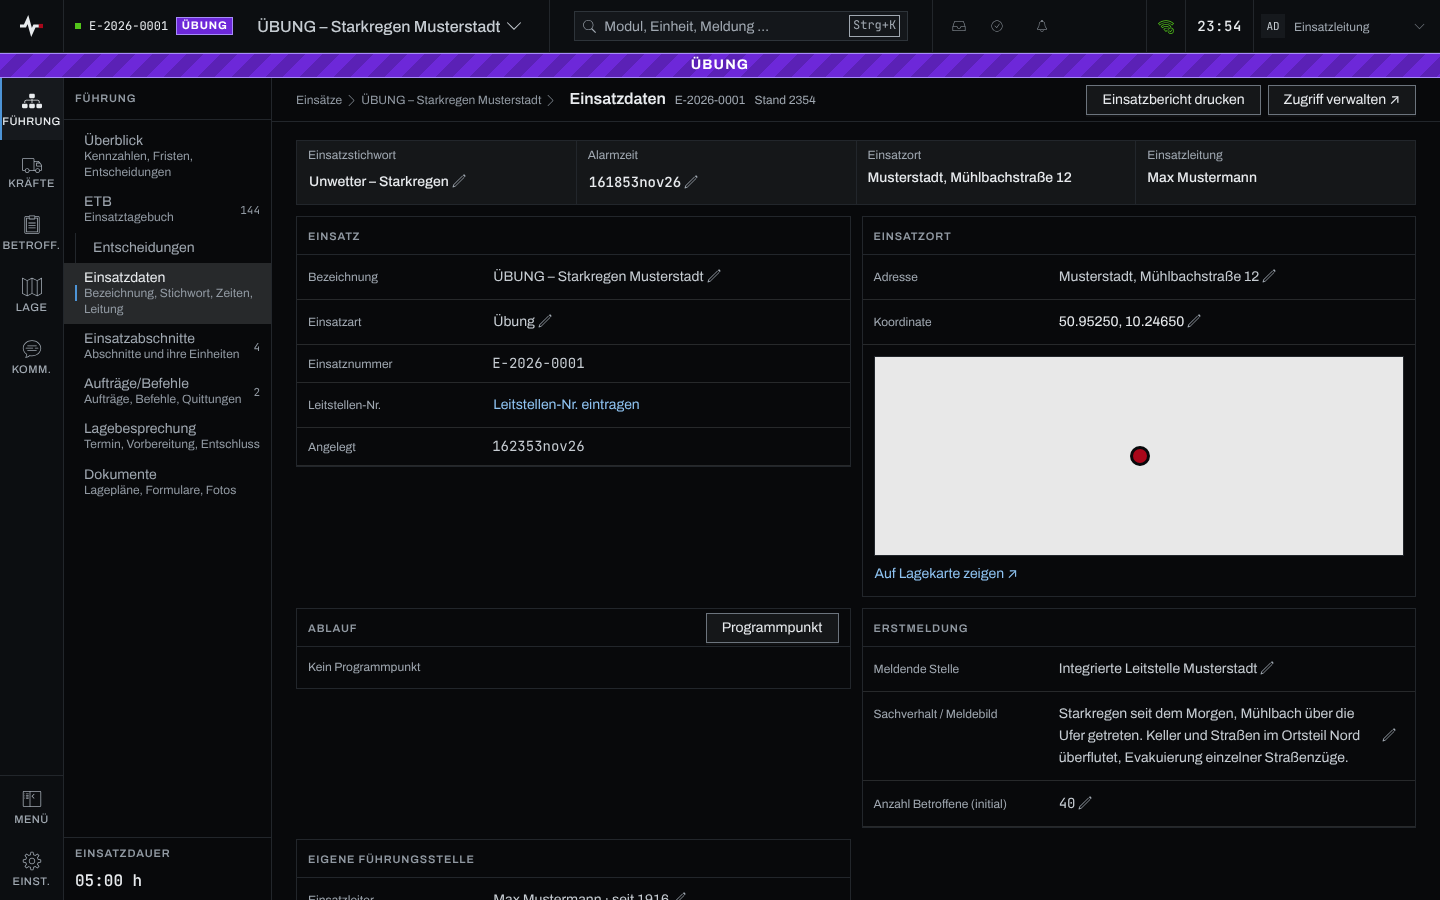 E-2026-0001 ÜBUNG ÜBUNG – Starkregen Musterstadt
Modul, Einheit, Meldung ... Strg+K
23:54 AD Einsatzleitung
ÜBUNG
FÜHRUNG
KRÄFTE
BETROFF.
LAGE
KOMM.
MENÜ
EINST.
FÜHRUNG
Überblick
Kennzahlen, Fristen,
Entscheidungen
ETB
Einsatztagebuch
144
Entscheidungen
Einsatzdaten
Bezeichnung, Stichwort, Zeiten,
Leitung
Einsatzabschnitte
Abschnitte und ihre Einheiten
4
Aufträge/Befehle
Aufträge, Befehle, Quittungen
2
Lagebesprechung
Termin, Vorbereitung, Entschluss
Dokumente
Lagepläne, Formulare, Fotos
EINSATZDAUER
05:00 h
Einsätze ÜBUNG – Starkregen Musterstadt Einsatzdaten E-2026-0001 Stand 2354
Einsatzbericht drucken
Zugriff verwalten ↗
Einsatzstichwort
Unwetter – Starkregen
Alarmzeit
161853nov26
Einsatzort
Musterstadt, Mühlbachstraße 12
Einsatzleitung
Max Mustermann
EINSATZ
Bezeichnung ÜBUNG – Starkregen Musterstadt
Einsatzart Übung
Einsatznummer E-2026-0001
Leitstellen-Nr. Leitstellen-Nr. eintragen
Angelegt 162353nov26
EINSATZORT
Adresse Musterstadt, Mühlbachstraße 12
Koordinate 50.95250, 10.24650
Auf Lagekarte zeigen ↗
ABLAUF
Programmpunkt
Kein Programmpunkt
ERSTMELDUNG
Meldende Stelle Integrierte Leitstelle Musterstadt
Sachverhalt / Meldebild Starkregen seit dem Morgen, Mühlbach über die
Ufer getreten. Keller und Straßen im Ortsteil Nord
überflutet, Evakuierung einzelner Straßenzüge.
Anzahl Betroffene (initial) 40
EIGENE FÜHRUNGSSTELLE
Einsatzleiter Max Mustermann · seit 1916